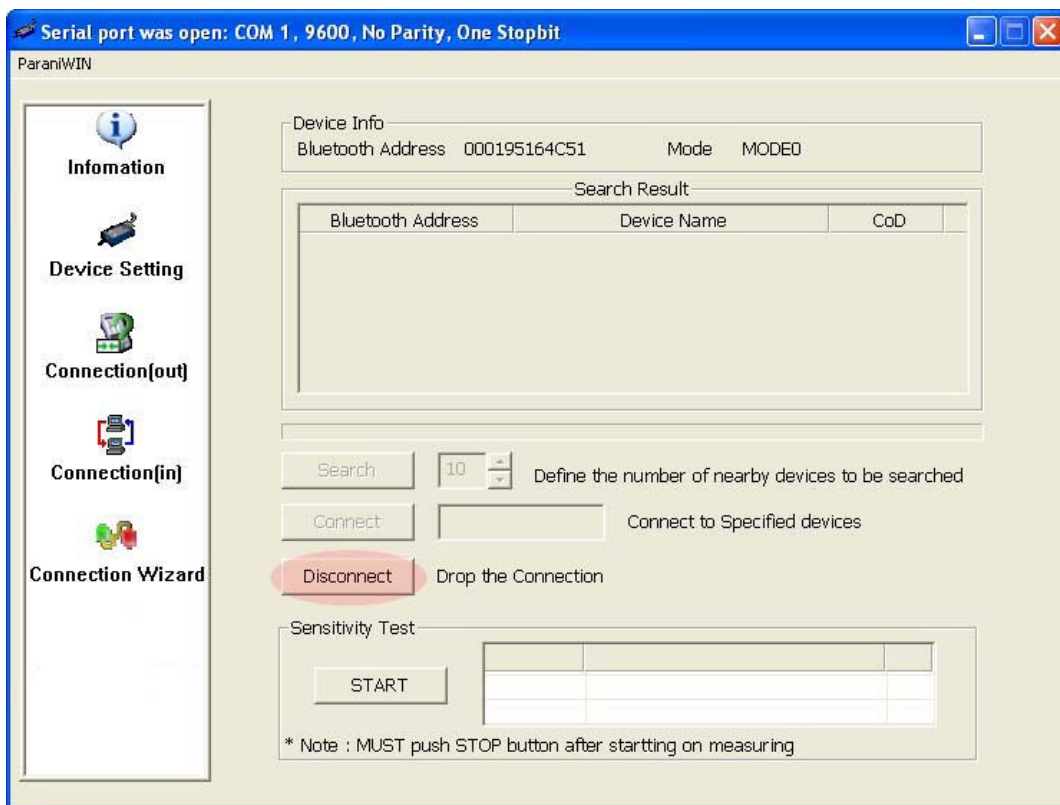 Serial port was open: COM 1, 9600, No Parity, One Stopbit
ParaniWIN
Infomation
Device Setting
Connection(out)
Connection(in)
Connection Wizard
Device Info
Bluetooth Address 000195164C51 Mode MODE0
Search Result
Bluetooth Address Device Name CoD
Search 10 Define the number of nearby devices to be searched
Connect Connect to Specified devices
Disconnect Drop the Connection
Sensitivity Test
START
* Note : MUST push STOP button after startting on measuring